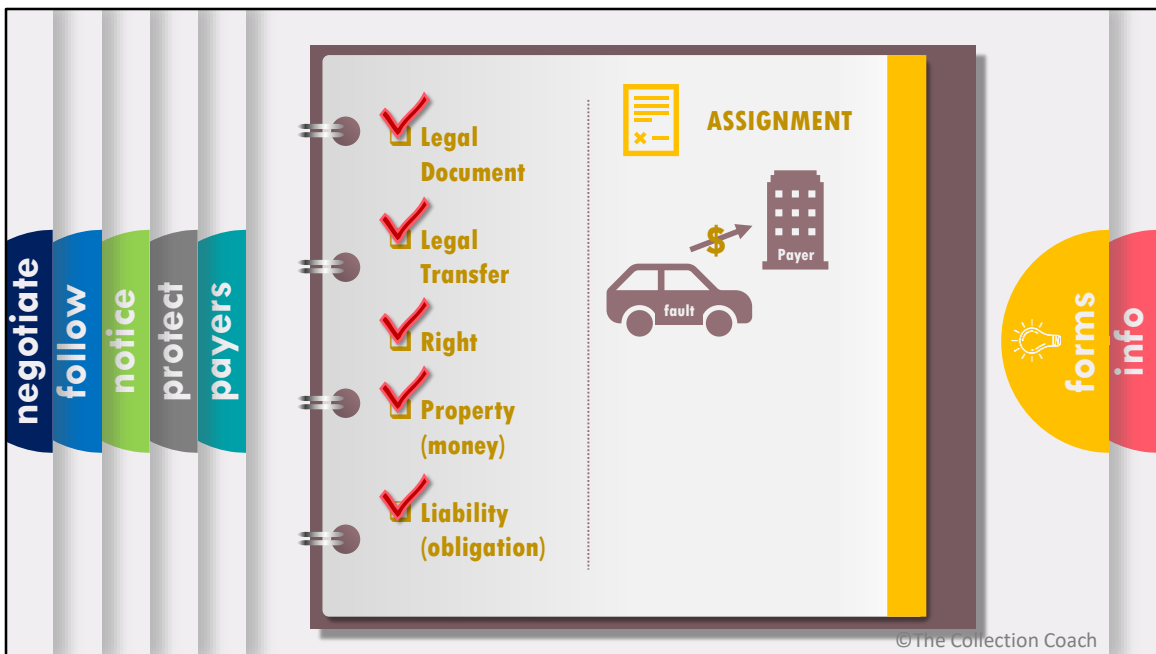 negotiate
follow
notice
protect
payers
Legal
Document
Legal
Transfer
Right
Property
(money)
Liability
(obligation)
ASSIGNMENT
$
Payer
fault
forms
info
©The Collection Coach